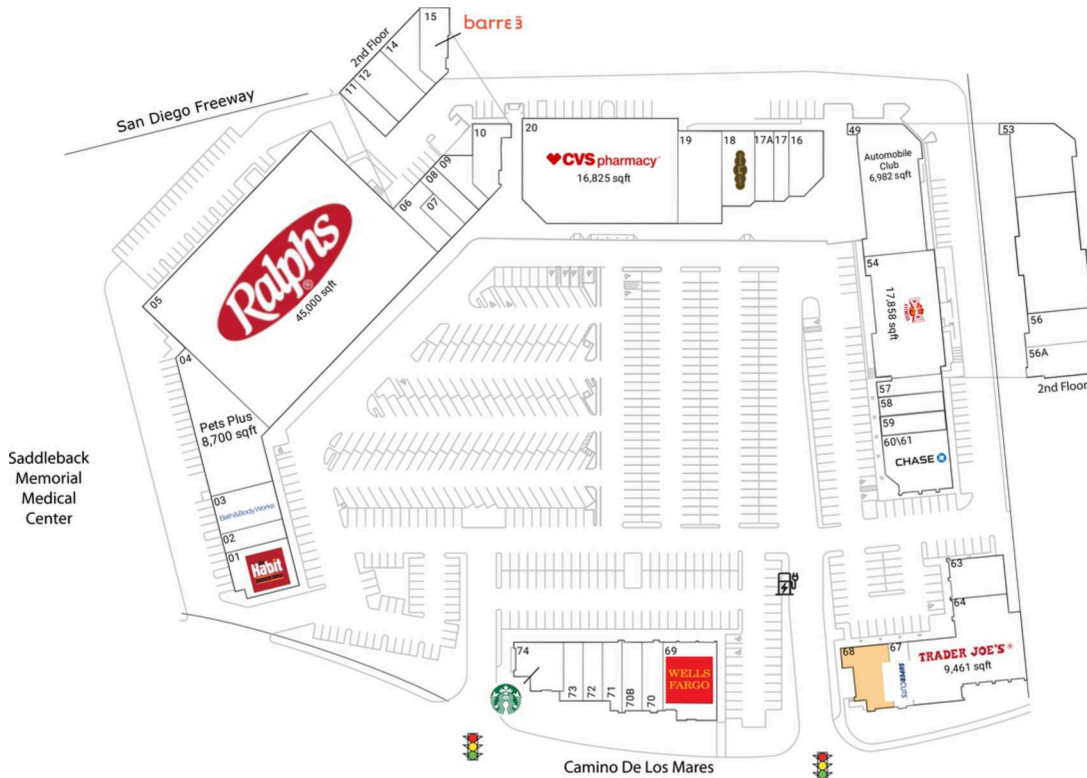 15
barre3
2nd Floor
14
12
11
San Diego Freeway
10
09
08
07
06
20
CVS pharmacy
16,825 sqft
19
18
17A
17
16
49
Automobile
Club
6,982 sqft
53
05
Ralphs
45,000 sqft
54
17,858 sqft
56
56A
2nd Floor
04
Pets Plus
8,700 sqft
57
58
59
60\61
CHASE
Saddleback
Memorial
Medical
Center
03
Bath & Body Works
02
01
Habit
63
64
TRADER JOE'S
9,461 sqft
68
67
SUPERCUTS
74
73
72
71
70B
70
69
WELLS
FARGO
Camino De Los Mares